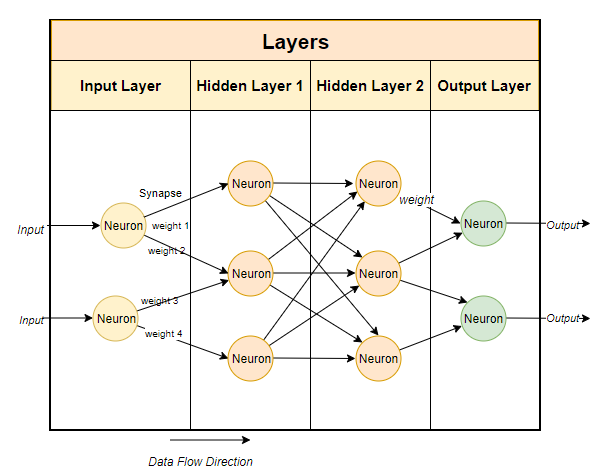 Layers
Input Layer
Hidden Layer 1
Hidden Layer 2
Output Layer
Neuron
Neuron
Synapse
weight
Input
Neuron
weight 1
Neuron
Output
weight 2
Neuron
Neuron
weight 3
Input
Neuron
Neuron
Output
weight 4
Neuron
Neuron
Data Flow Direction